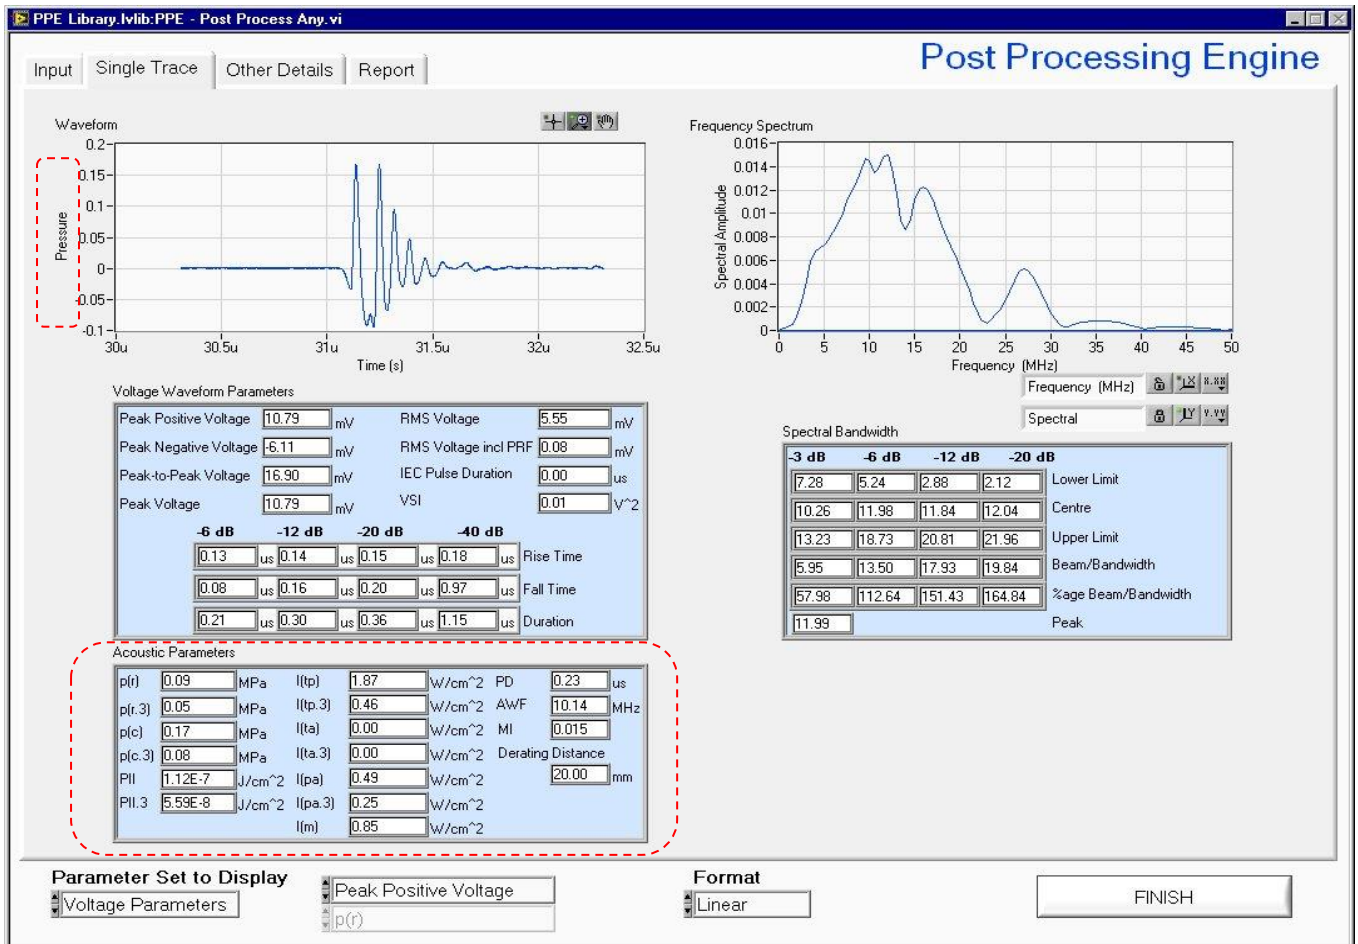 PPE Library.lvlib:PPE - Post Process Any.vi
Post Processing Engine
Input Single Trace Other Details Report
Waveform
0.2
0.15
0.1
0.05
0
-0.05
-0.1
Pressure
30u 30.5u 31u 31.5u 32u 32.5u
Time (s)
Frequency Spectrum
0.016
0.014
0.012
0.01
0.008
0.006
0.004
0.002
0
Spectral Amplitude
0 5 10 15 20 25 30 35 40 45 50
Frequency (MHz)
Frequency (MHz) X.XX
Spectral Y.YY
Voltage Waveform Parameters
Peak Positive Voltage 10.79 mV RMS Voltage 5.55 mV
Peak Negative Voltage -6.11 mV RMS Voltage incl PRF 0.08 mV
Peak-to-Peak Voltage 16.90 mV IEC Pulse Duration 0.00 us
Peak Voltage 10.79 mV VSI 0.01 V^2
-6 dB -12 dB -20 dB -40 dB
0.13 us 0.14 us 0.15 us 0.18 us Rise Time
0.08 us 0.16 us 0.20 us 0.97 us Fall Time
0.21 us 0.30 us 0.36 us 1.15 us Duration
Spectral Bandwidth
-3 dB -6 dB -12 dB -20 dB
7.28 5.24 2.88 2.12 Lower Limit
10.26 11.98 11.84 12.04 Centre
13.23 18.73 20.81 21.96 Upper Limit
5.95 13.50 17.93 19.84 Beam/Bandwidth
57.98 112.64 151.43 164.84 %age Beam/Bandwidth
11.99 Peak
Acoustic Parameters
p(r) 0.09 MPa I(tp) 1.87 W/cm^2 PD 0.23 us
p(r.3) 0.05 MPa I(tp.3) 0.46 W/cm^2 AWF 10.14 MHz
p(c) 0.17 MPa I(ta) 0.00 W/cm^2 MI 0.015
p(c.3) 0.08 MPa I(ta.3) 0.00 W/cm^2 Derating Distance
PII 1.12E-7 J/cm^2 I(pa) 0.49 W/cm^2 20.00 mm
PII.3 5.59E-8 J/cm^2 I(pa.3) 0.25 W/cm^2
I(m) 0.85 W/cm^2
Parameter Set to Display
Voltage Parameters
Peak Positive Voltage
p(r)
Format
Linear
FINISH